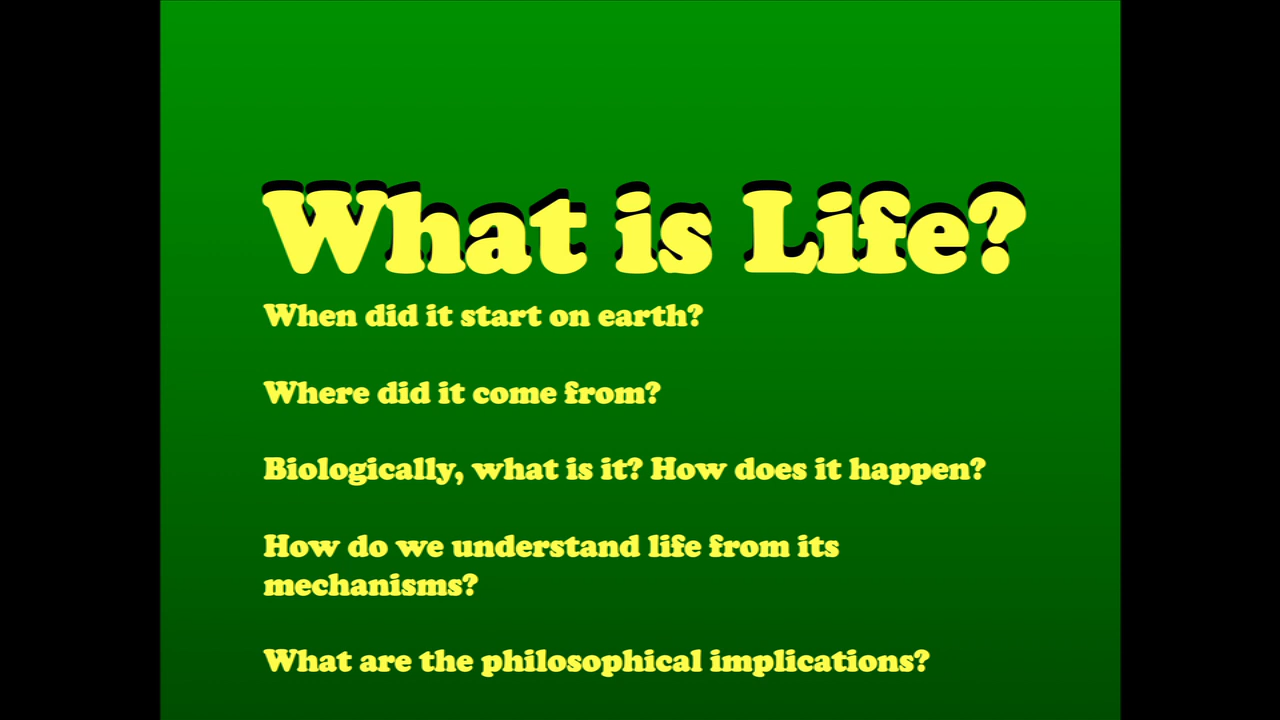 What is Life?
When did it start on earth?
Where did it come from?
Biologically, what is it? How does it happen?
How do we understand life from its
mechanisms?
What are the philosophical implications?